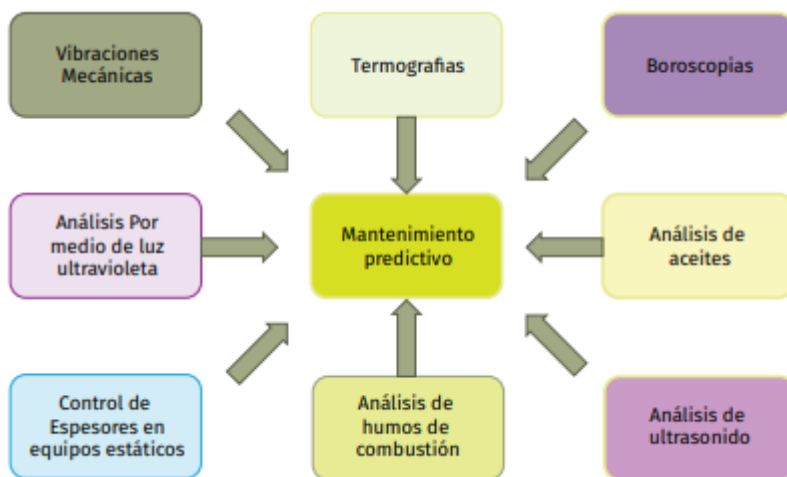 Vibraciones
Mecánicas
Termografias
Boroscopias
Análisis Por
medio de luz
ultravioleta
Mantenimiento
predictivo
Análisis de
aceites
Control de
Espesores en
equipos estáticos
Análisis de
humos de
combustión
Análisis de
ultrasonido